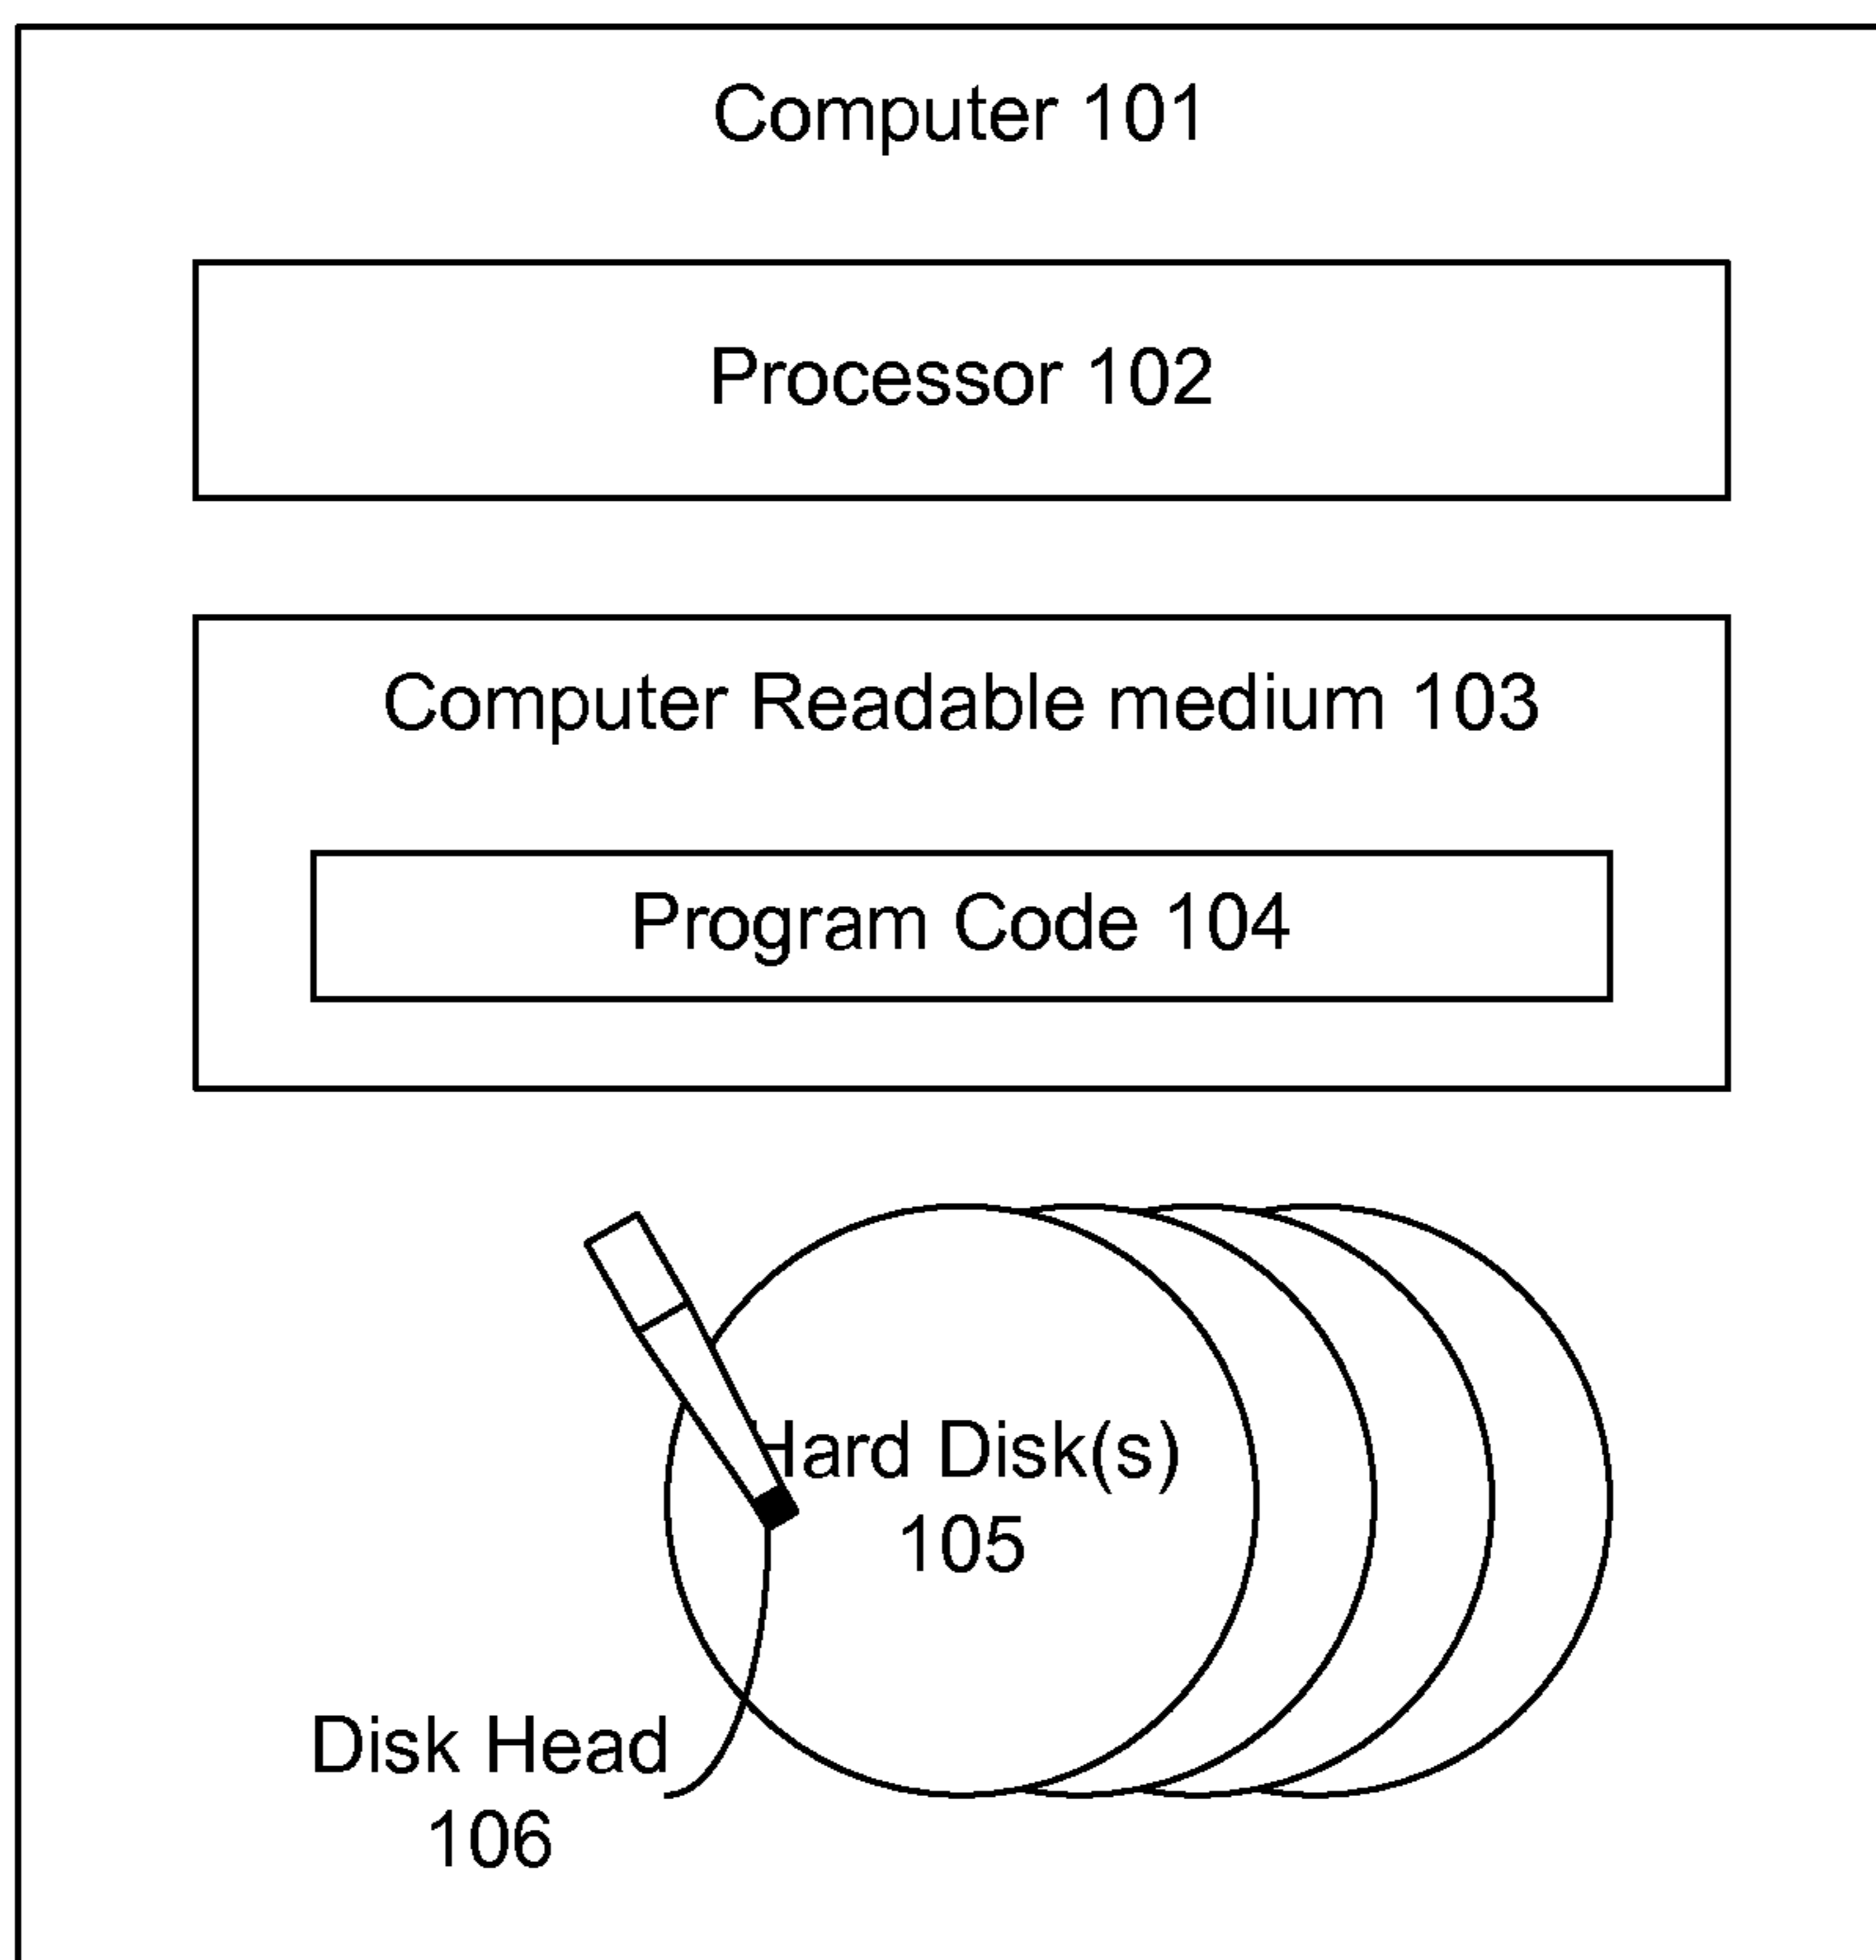 Computer 101
Processor 102
Computer Readable medium 103
Program Code 104
Hard Disk(s)
105
Disk Head
106